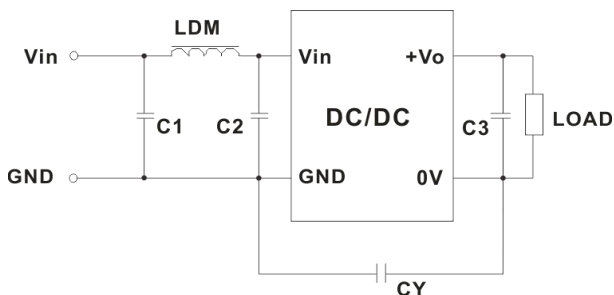 LDM
Vin
Vin
+Vo
C1
C2
DC/DC
C3
LOAD
GND
GND
0V
CY